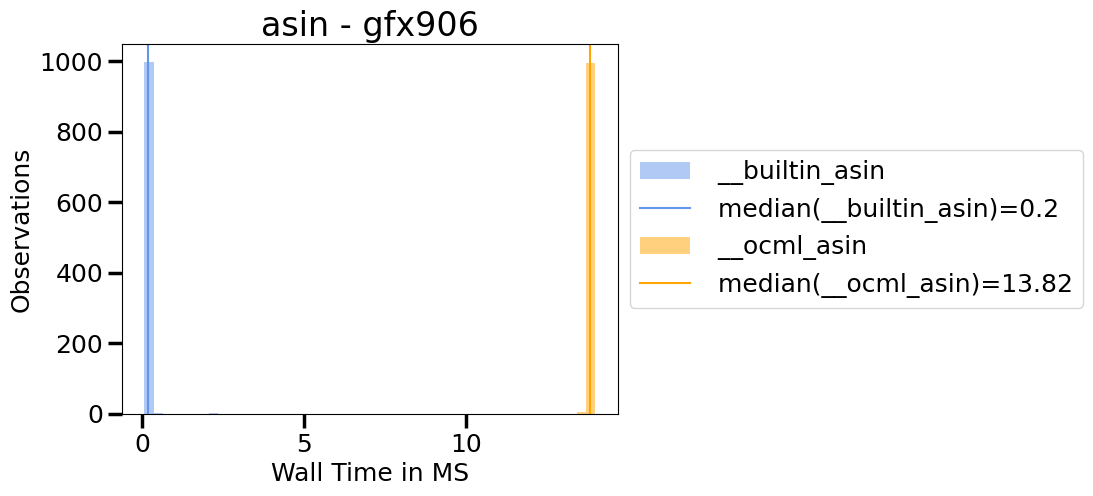 asin - gfx906
1000
800
600
400
200
0
Observations
0 5 10
Wall Time in MS
__builtin_asin
median(__builtin_asin)=0.2
__ocml_asin
median(__ocml_asin)=13.82